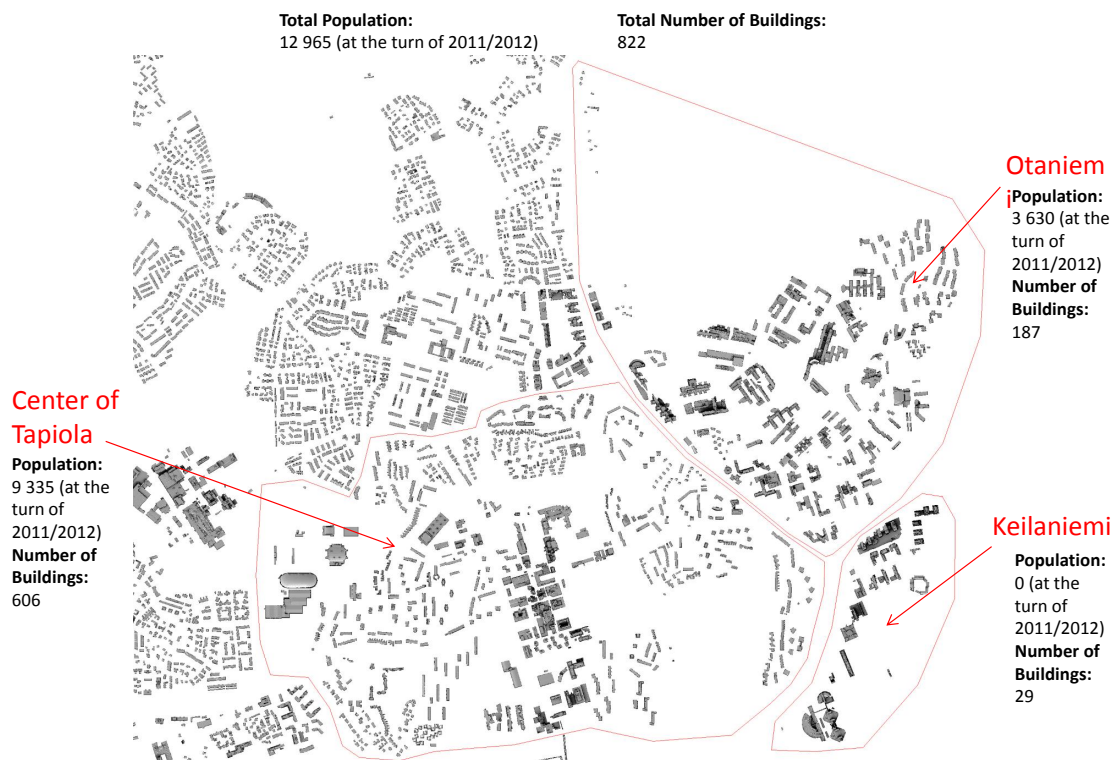 Total Population:
12 965 (at the turn of 2011/2012)
Total Number of Buildings:
822
Otaniem
i
Population:
3 630 (at the
turn of
2011/2012)
Number of
Buildings:
187
Center of
Tapiola
Population:
9 335 (at the
turn of
2011/2012)
Number of
Buildings:
606
Keilaniemi
Population:
0 (at the
turn of
2011/2012)
Number of
Buildings:
29